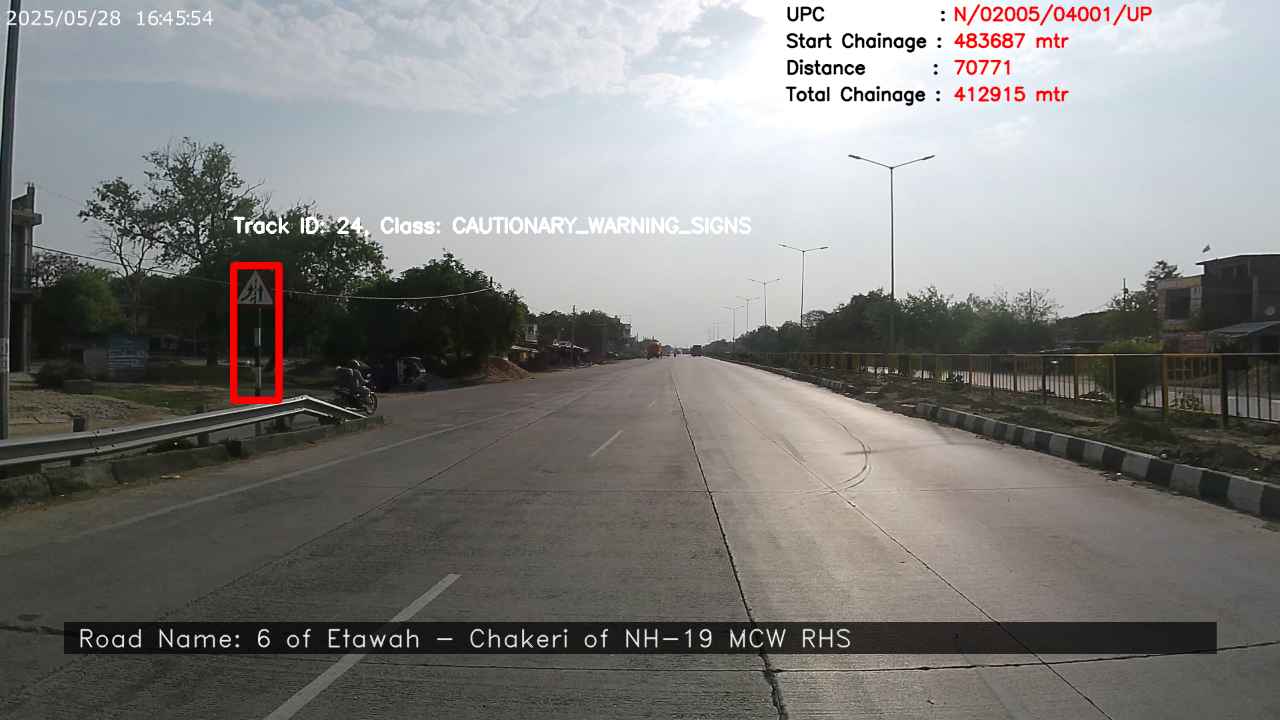 2025/05/28 16:45:54
UPC : N/02005/04001/UP
Start Chainage : 483687 mtr
Distance : 70771
Total Chainage : 412915 mtr
Track ID: 24, Class: CAUTIONARY_WARNING_SIGNS
Road Name: 6 of Etawah - Chakeri of NH-19 MCW RHS